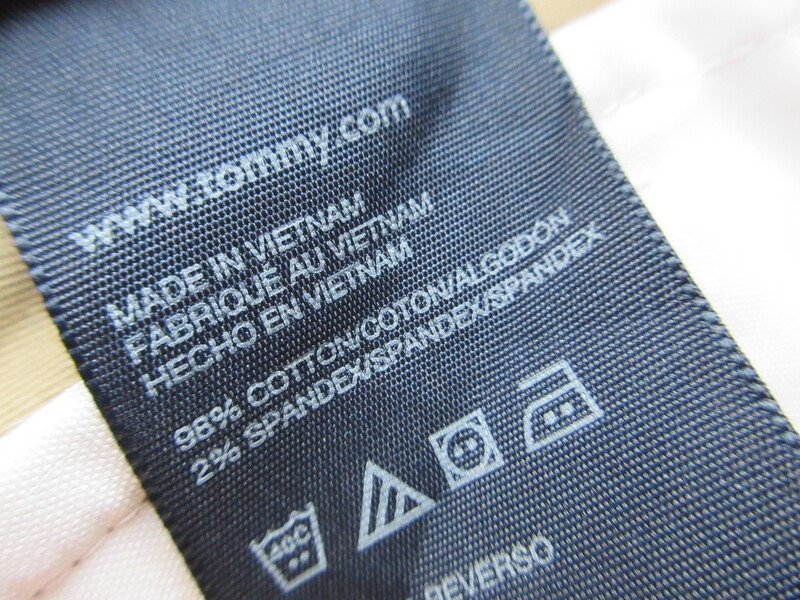 www.tommy.com
MADE IN VIETNAM
FABRIQUÉ AU VIETNAM
HECHO EN VIETNAM
98% COTTON/COTON/ALGODÓN
2% SPANDEX/SPANDEX/SPANDEX
40C
REVERSO